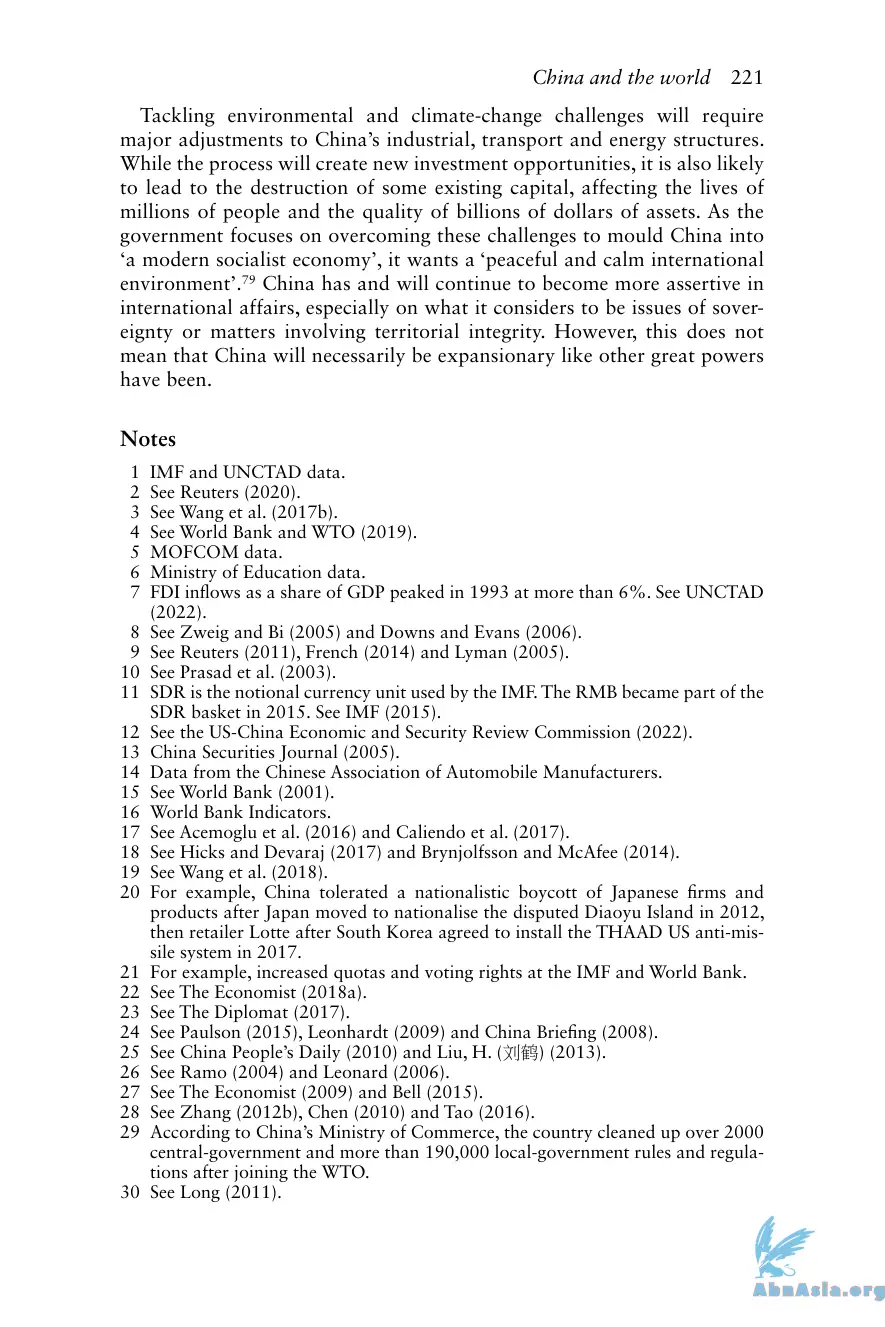 China and the world 221
Tackling environmental and climate-change challenges will require
major adjustments to China’s industrial, transport and energy structures.
While the process will create new investment opportunities, it is also likely
to lead to the destruction of some existing capital, affecting the lives of
millions of people and the quality of billions of dollars of assets. As the
government focuses on overcoming these challenges to mould China into
‘a modern socialist economy’, it wants a ‘peaceful and calm international
environment’.79 China has and will continue to become more assertive in
international affairs, especially on what it considers to be issues of sover-
eignty or matters involving territorial integrity. However, this does not
mean that China will necessarily be expansionary like other great powers
have been.
Notes
1 IMF and UNCTAD data.
2 See Reuters (2020).
3 See Wang et al. (2017b).
4 See World Bank and WTO (2019).
5 MOFCOM data.
6 Ministry of Education data.
7 FDI inflows as a share of GDP peaked in 1993 at more than 6%. See UNCTAD
(2022).
8 See Zweig and Bi (2005) and Downs and Evans (2006).
9 See Reuters (2011), French (2014) and Lyman (2005).
10 See Prasad et al. (2003).
11 SDR is the notional currency unit used by the IMF. The RMB became part of the
SDR basket in 2015. See IMF (2015).
12 See the US-China Economic and Security Review Commission (2022).
13 China Securities Journal (2005).
14 Data from the Chinese Association of Automobile Manufacturers.
15 See World Bank (2001).
16 World Bank Indicators.
17 See Acemoglu et al. (2016) and Caliendo et al. (2017).
18 See Hicks and Devaraj (2017) and Brynjolfsson and McAfee (2014).
19 See Wang et al. (2018).
20 For example, China tolerated a nationalistic boycott of Japanese firms and
products after Japan moved to nationalise the disputed Diaoyu Island in 2012,
then retailer Lotte after South Korea agreed to install the THAAD US anti-mis-
sile system in 2017.
21 For example, increased quotas and voting rights at the IMF and World Bank.
22 See The Economist (2018a).
23 See The Diplomat (2017).
24 See Paulson (2015), Leonhardt (2009) and China Briefing (2008).
25 See China People’s Daily (2010) and Liu, H. (刘鹤) (2013).
26 See Ramo (2004) and Leonard (2006).
27 See The Economist (2009) and Bell (2015).
28 See Zhang (2012b), Chen (2010) and Tao (2016).
29 According to China’s Ministry of Commerce, the country cleaned up over 2000
central-government and more than 190,000 local-government rules and regula-
tions after joining the WTO.
30 See Long (2011).
AbnAsia.org